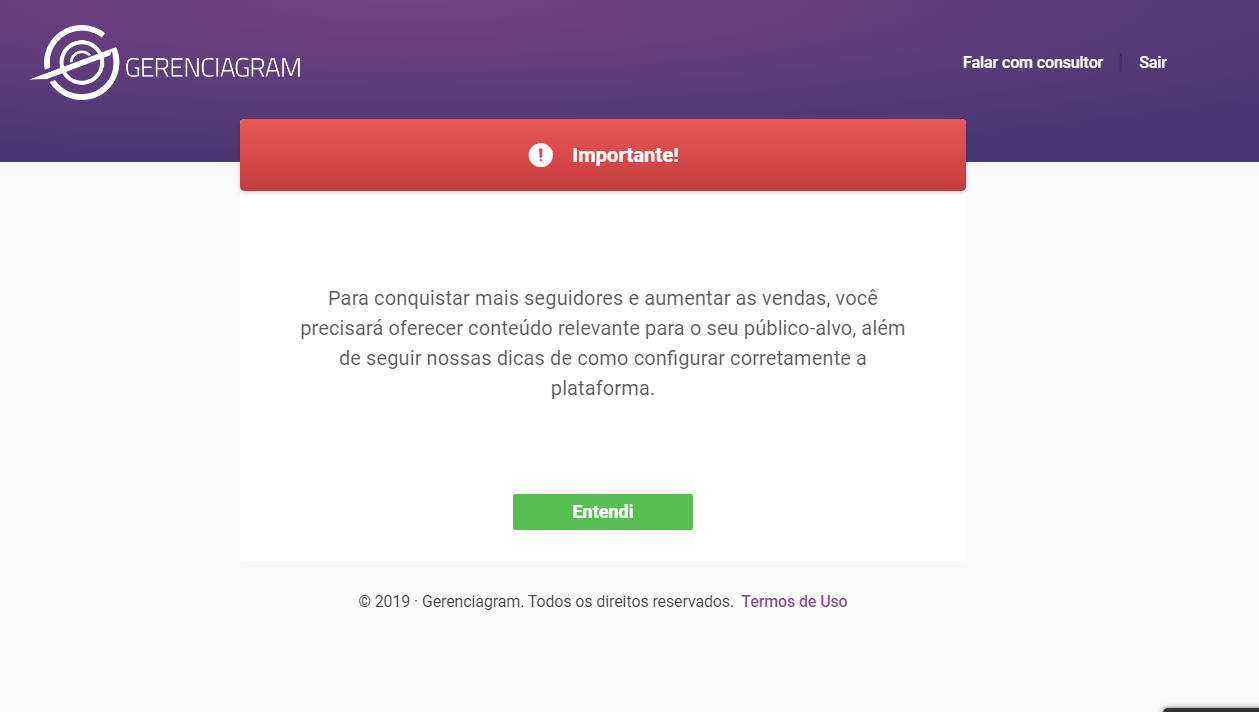 GERENCIAGRAM
Falar com consultor
Sair
Importante!
Para conquistar mais seguidores e aumentar as vendas, você
precisará oferecer conteúdo relevante para o seu público-alvo, além
de seguir nossas dicas de como configurar corretamente a
plataforma.
Entendi
© 2019 · Gerenciagram. Todos os direitos reservados. Termos de Uso